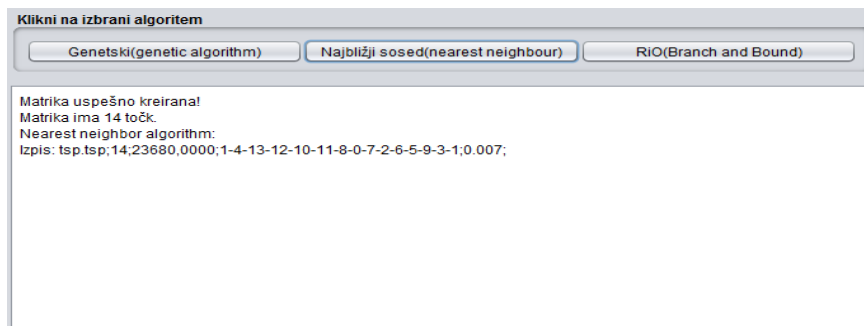 Klikni na izbrani algoritem
Genetski(genetic algorithm) Najbližji sosed(nearest neighbour) RiO(Branch and Bound)
Matrika uspešno kreirana!
Matrika ima 14 točk.
Nearest neighbor algorithm:
Izpis: tsp.tsp;14;23680,0000;1-4-13-12-10-11-8-0-7-2-6-5-9-3-1;0.007;